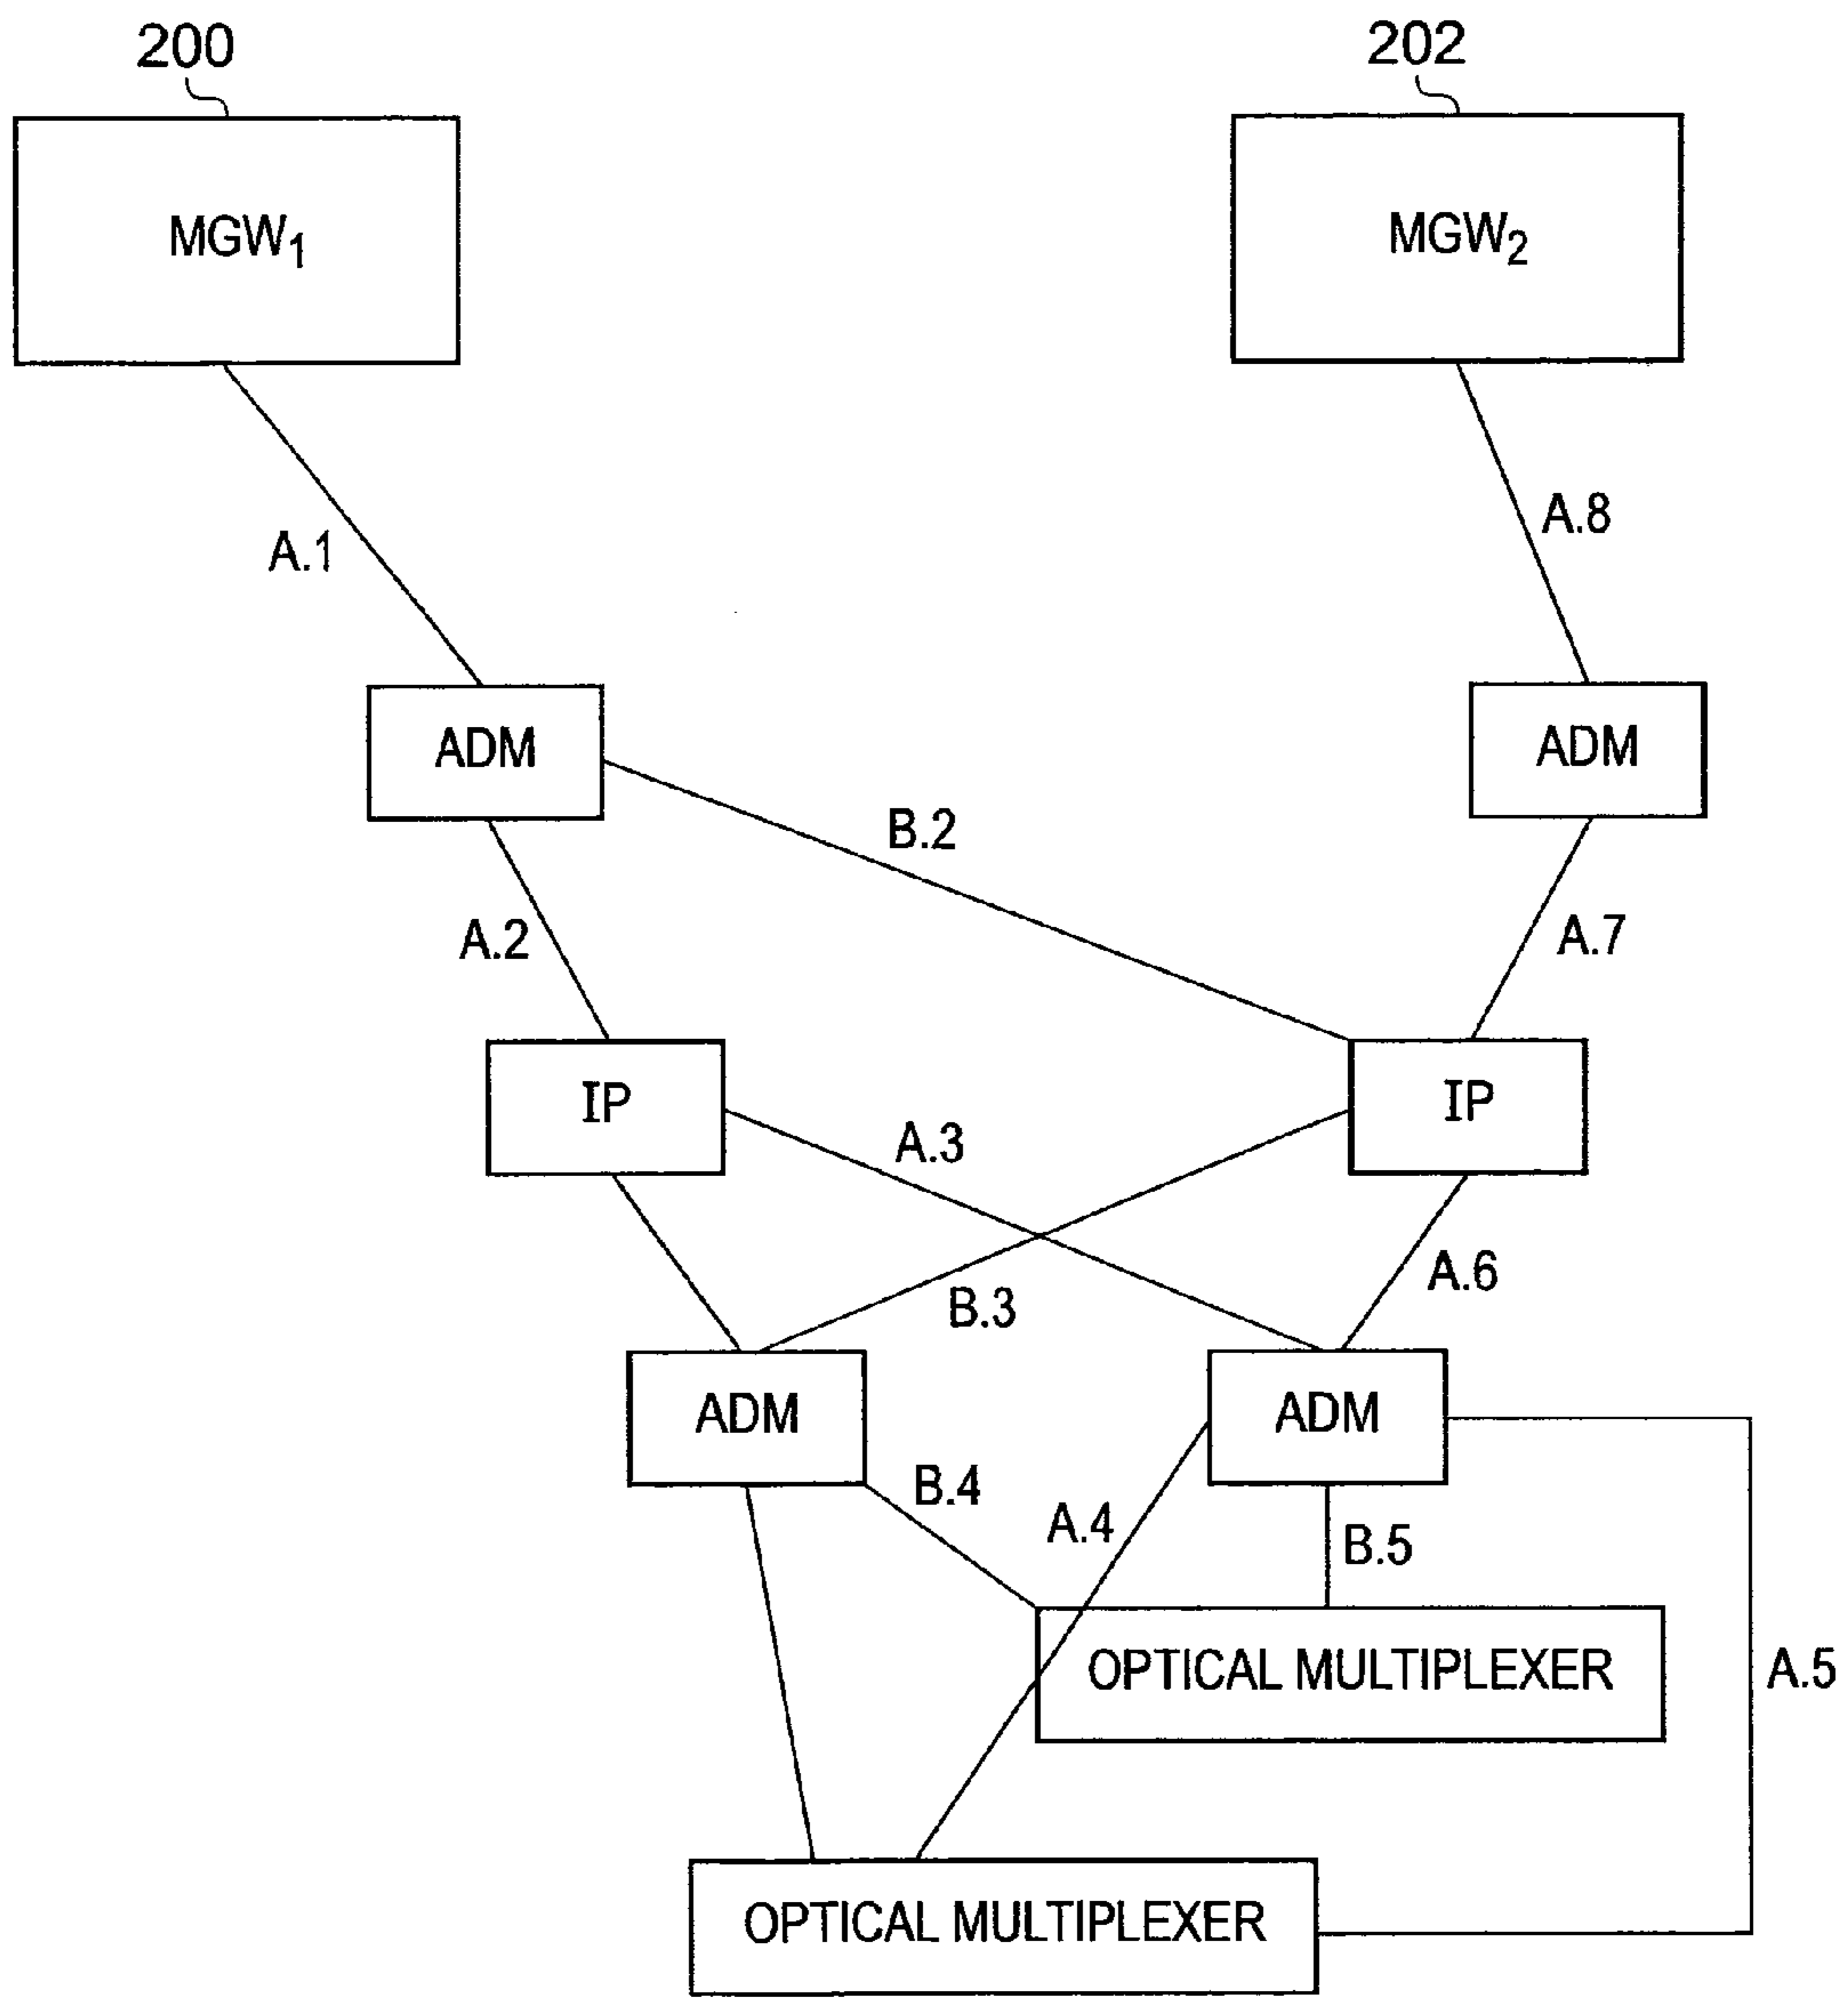 200
202
MGW1
MGW2
A.1
A.8
ADM
ADM
B.2
A.2
A.7
IP
IP
A.3
A.6
B.3
ADM
ADM
B.4
A.4
B.5
OPTICAL MULTIPLEXER
A.5
OPTICAL MULTIPLEXER